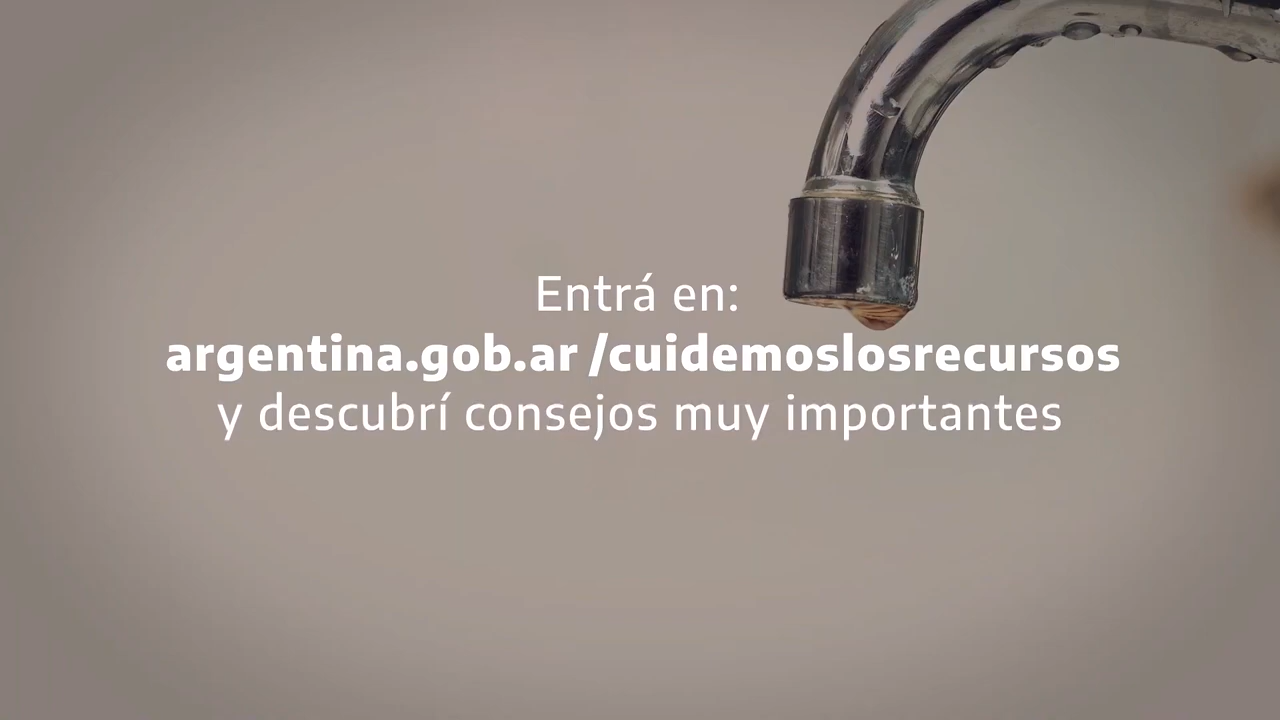 Entrá en:
argentina.gob.ar /cuidemoslosrecursos
y descubrí consejos muy importantes